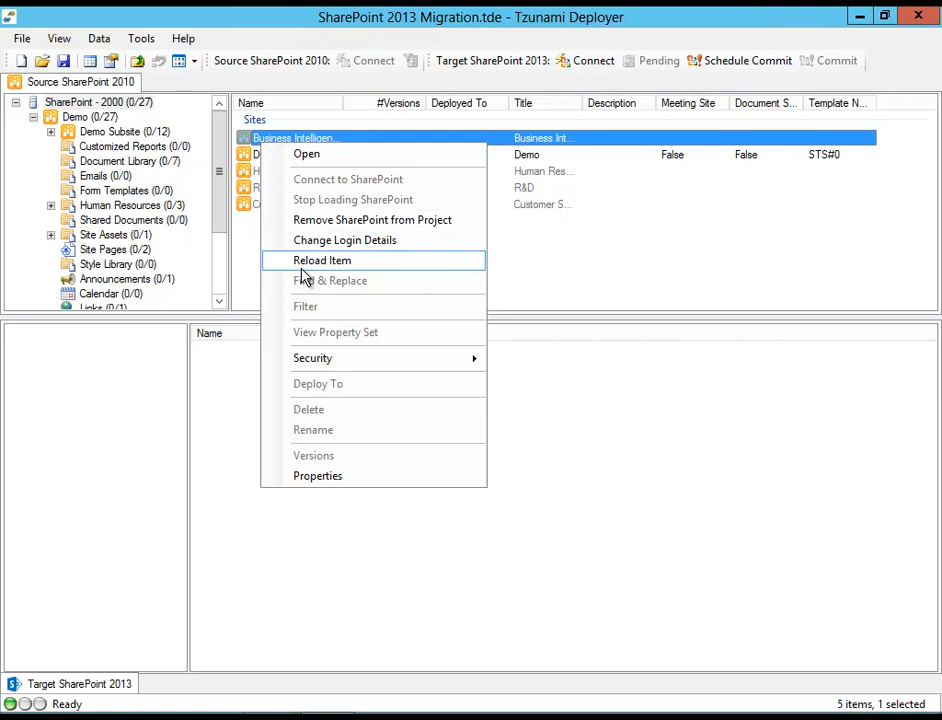 SharePoint 2013 Migration.tde - Tzunami Deployer
File View Data Tools Help
Source SharePoint 2010: Connect Target SharePoint 2013: Connect Pending Schedule Commit Commit
Source SharePoint 2010
SharePoint - 2000 (0/27)
Demo (0/27)
Demo Subsite (0/12)
Customized Reports (0/0)
Document Library (0/7)
Emails (0/0)
Form Templates (0/0)
Human Resources (0/3)
Shared Documents (0/0)
Site Assets (0/1)
Site Pages (0/2)
Style Library (0/0)
Announcements (0/1)
Calendar (0/0)
Links (0/1)
Name #Versions Deployed To Title Description Meeting Site Document S... Template N...
Sites
Business Intelligen... Business Int...
D Demo False False STS#0
H Human Res...
R R&D
C Customer S...
Open
Connect to SharePoint
Stop Loading SharePoint
Remove SharePoint from Project
Change Login Details
Reload Item
Find & Replace
Filter
View Property Set
Security
Deploy To
Delete
Rename
Versions
Properties
Name
Target SharePoint 2013
Ready 5 items, 1 selected